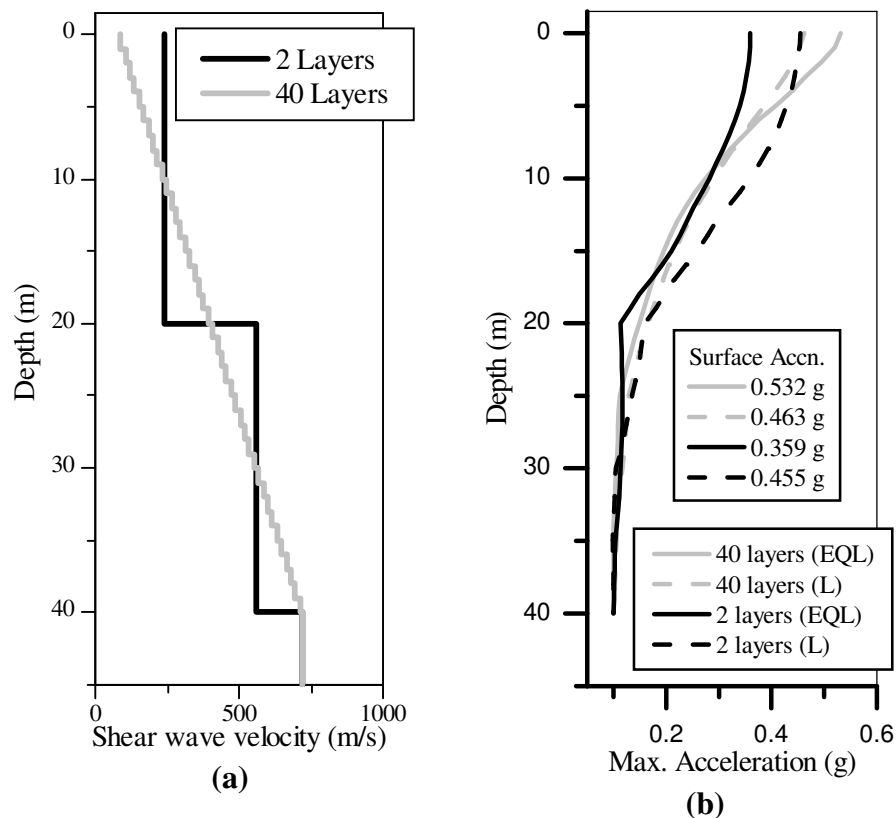 2 Layers
40 Layers
0
10
20
30
40
Depth (m)
0
500
1000
Shear wave velocity (m/s)
(a)
0
10
20
30
40
Depth (m)
Surface Accn.
0.532 g
0.463 g
0.359 g
0.455 g
40 layers (EQL)
40 layers (L)
2 layers (EQL)
2 layers (L)
0.2
0.4
0.6
Max. Acceleration (g)
(b)